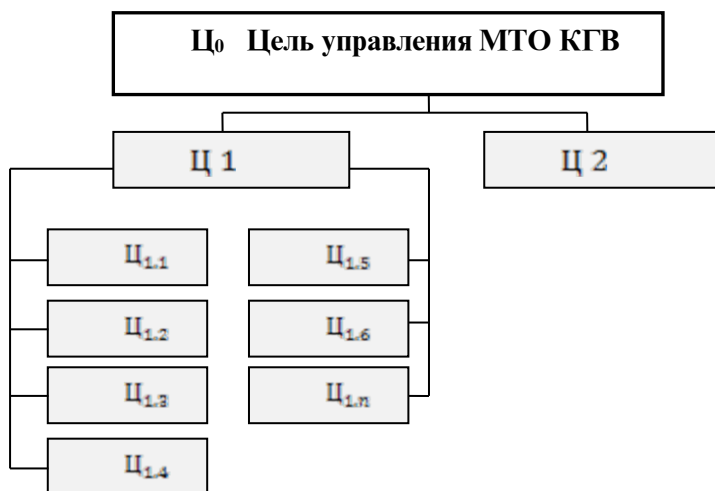 Ц₀ Цель управления МТО КГВ
Ц 1
Ц 2
Ц₁.₁
Ц₁.₅
Ц₁.₂
Ц₁.₆
Ц₁.₃
Ц₁.ₙ
Ц₁.₄